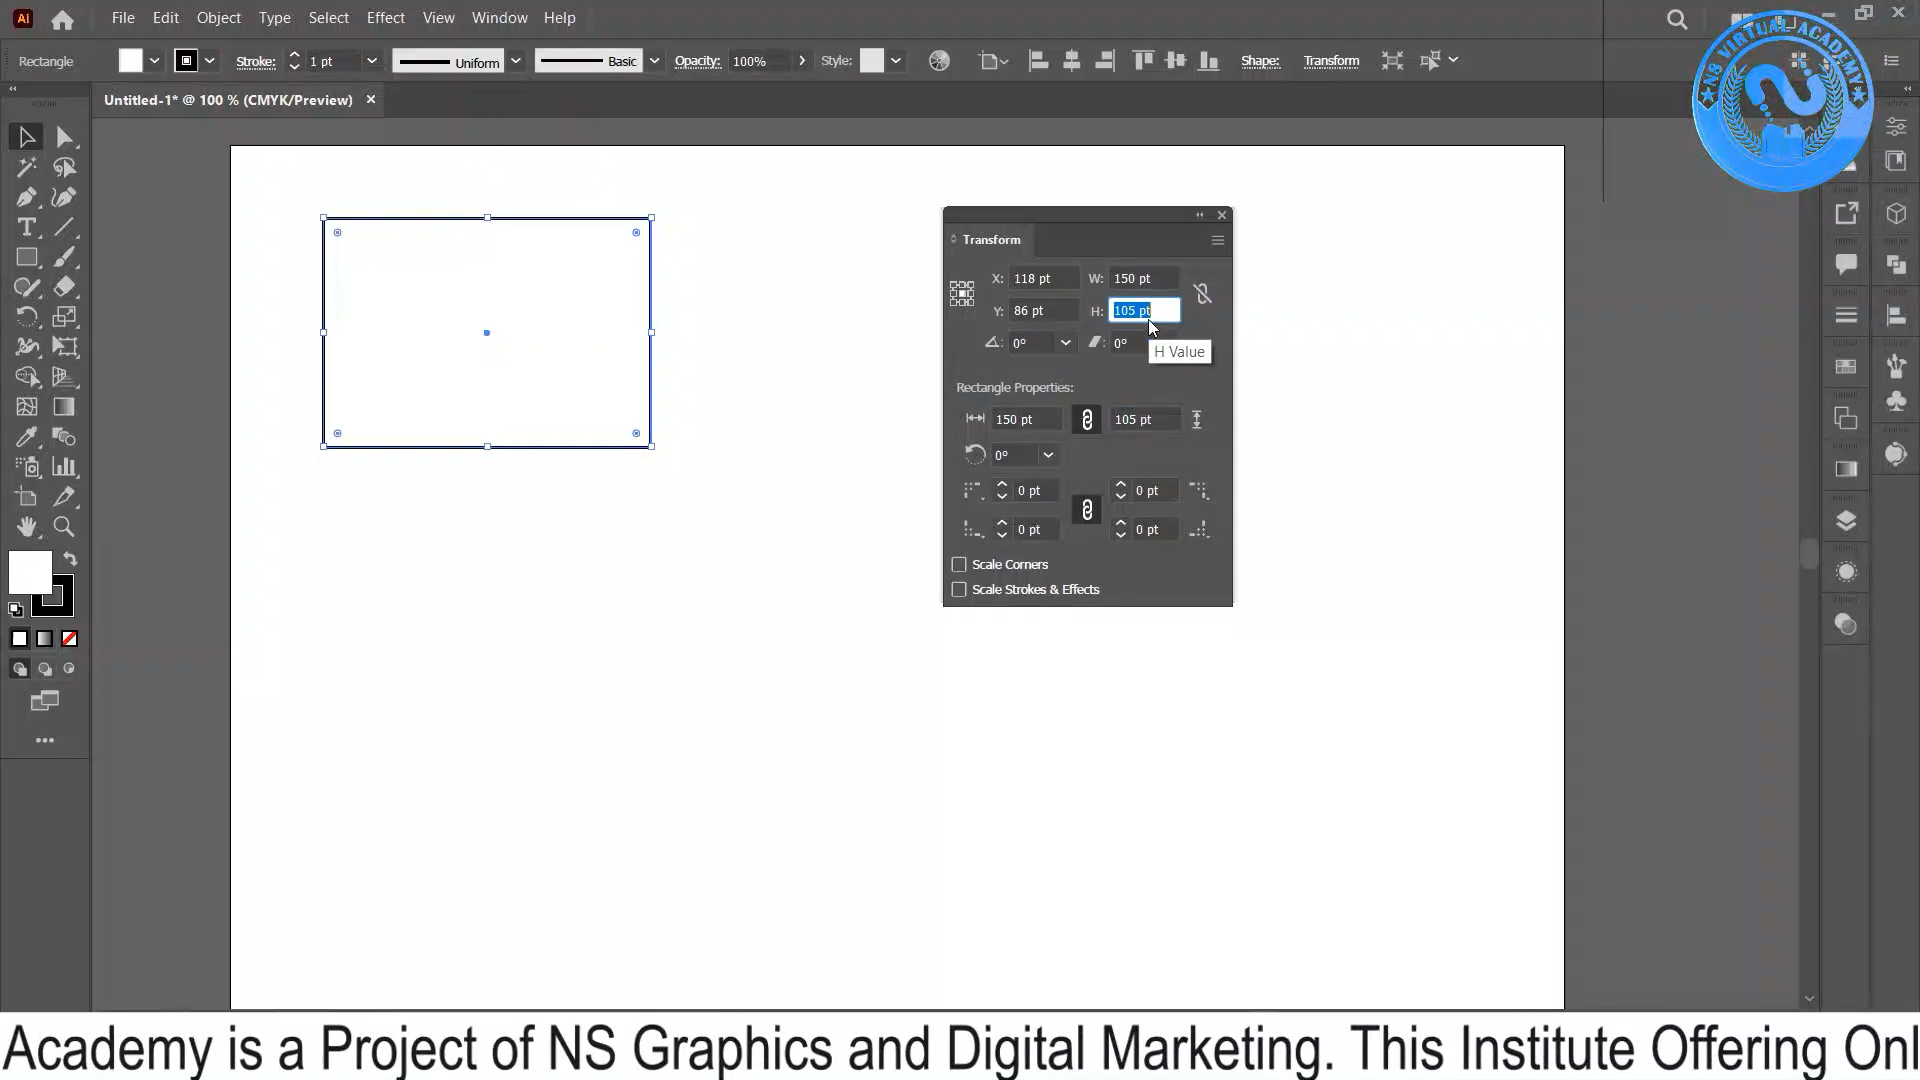 Ai File Edit Object Type Select Effect View Window Help
Rectangle Stroke: 1 pt Uniform Basic Opacity: 100% Style: Shape: Transform
Untitled-1* @ 100 % (CMYK/Preview) ×
NS VIRTUAL ACADEMY
Transform
X: 118 pt W: 150 pt
Y: 86 pt H: 105 pt
0° 0°
H Value
Rectangle Properties:
150 pt 105 pt
0°
0 pt 0 pt
0 pt 0 pt
Scale Corners
Scale Strokes & Effects
Academy is a Project of NS Graphics and Digital Marketing. This Institute Offering Onl